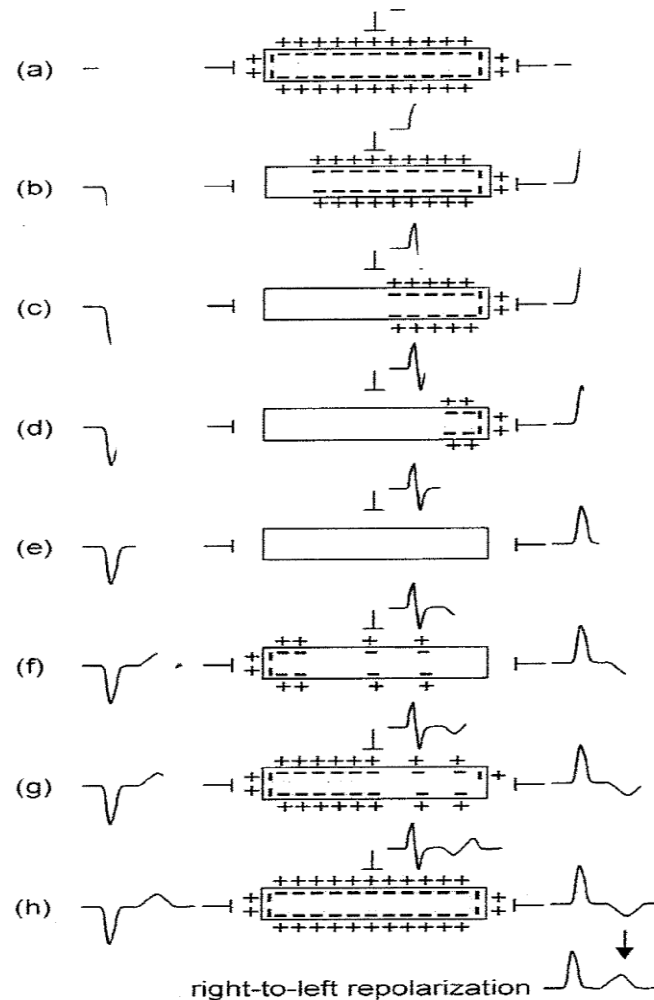 (a)
(b)
(c)
(d)
(e)
(f)
(g)
(h)
right-to-left repolarization